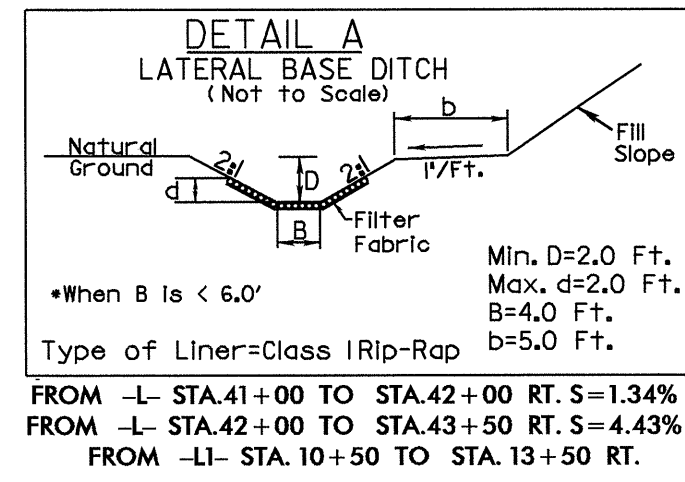 DETAIL A
LATERAL BASE DITCH
(Not to Scale)
b
Natural
Ground
2:1
D
2:1
1"/Ft.
Fill
Slope
d
B
Filter
Fabric
*When B is < 6.0'
Min. D=2.0 Ft.
Max. d=2.0 Ft.
B=4.0 Ft.
b=5.0 Ft.
Type of Liner=Class I Rip-Rap
FROM -L- STA.41+00 TO STA.42+00 RT. S=1.34%
FROM -L- STA.42+00 TO STA.43+50 RT. S=4.43%
FROM -L1- STA. 10+50 TO STA. 13+50 RT.